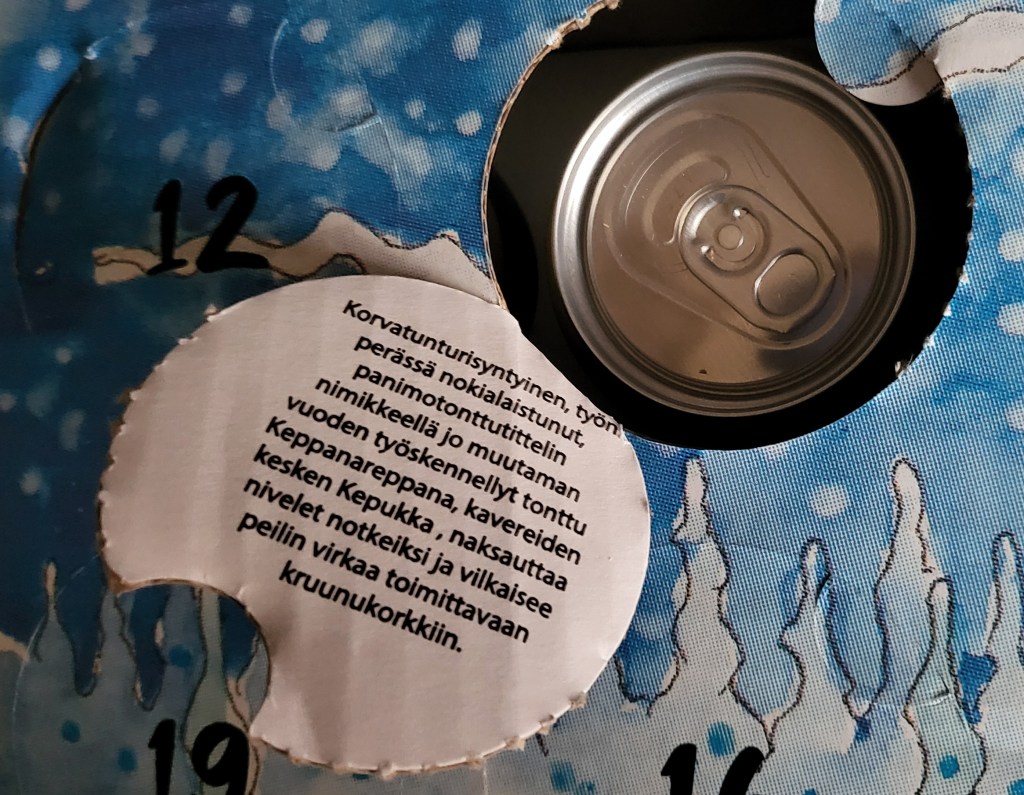 12
Korvatunturisyntyinen, työn
perässä nokialaistunut,
panimotonttutittelin
nimikkeellä jo muutaman
vuoden työskennellyt tonttu
Keppanareppana, kavereiden
kesken Kepukka , naksauttaa
nivelet notkeiksi ja vilkaisee
peilin virkaa toimittavaan
kruunukorkkiin.
19
16